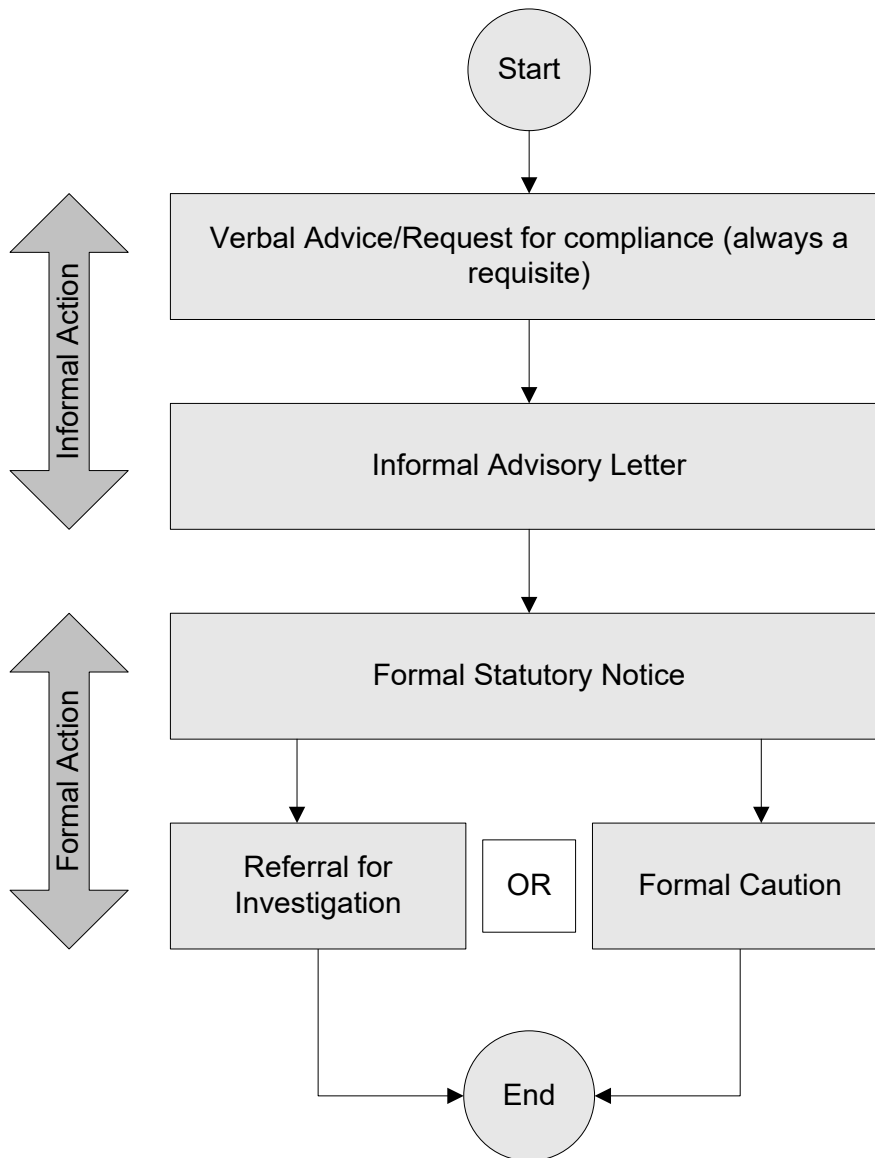 Start
Verbal Advice/Request for compliance (always a
requisite)
Informal Action
Informal Advisory Letter
Formal Statutory Notice
Formal Action
Referral for
Investigation
OR
Formal Caution
End